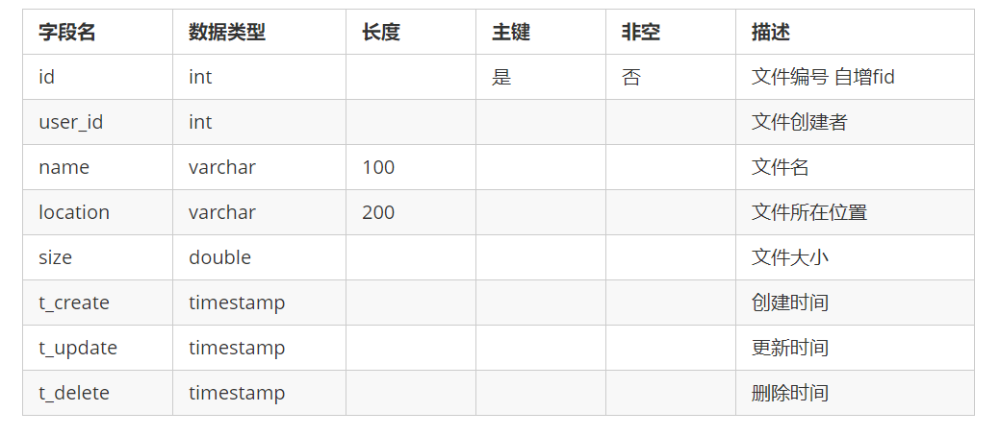 字段名 数据类型 长度 主键 非空 描述
id int 是 否 文件编号 自增fid
user_id int 文件创建者
name varchar 100 文件名
location varchar 200 文件所在位置
size double 文件大小
t_create timestamp 创建时间
t_update timestamp 更新时间
t_delete timestamp 删除时间